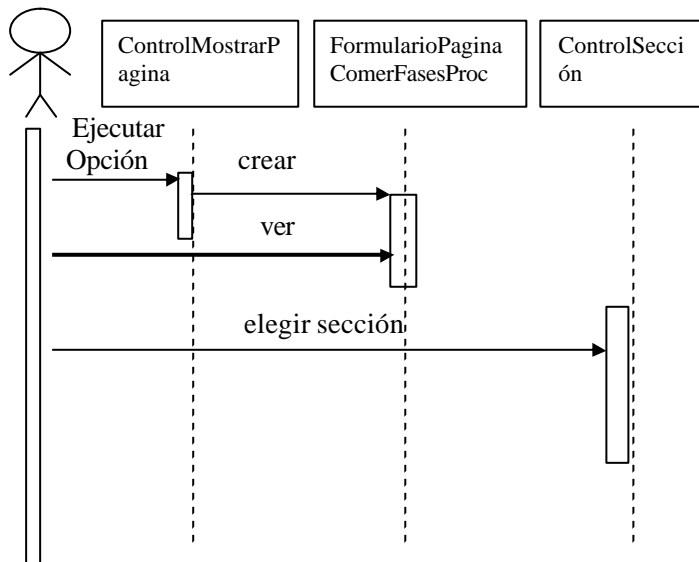 ControlMostrarP
agina
FormularioPagina
ComerFasesProc
ControlSecci
ón
Ejecutar
Opción
crear
ver
elegir sección